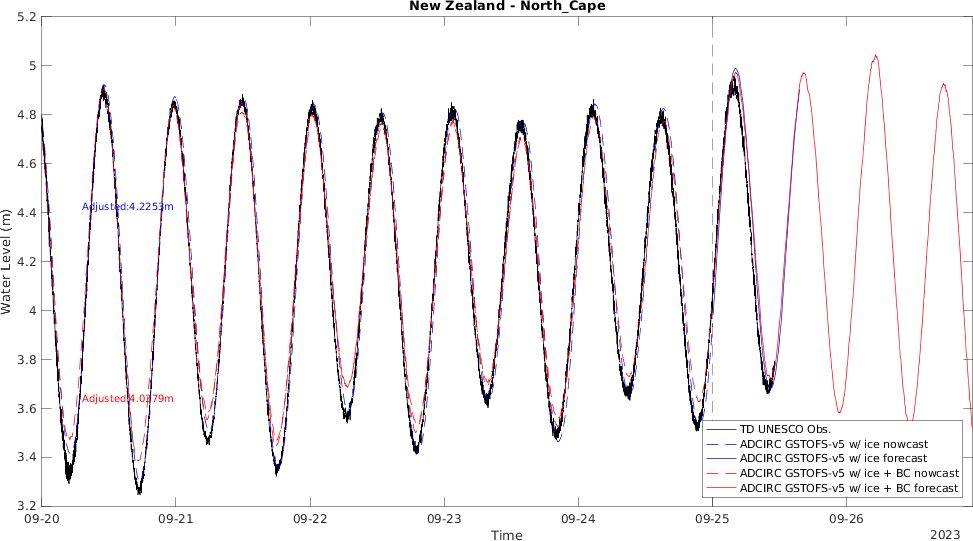 New Zealand - North_Cape
5.2
5
4.8
4.6
4.4
4.2
4
3.8
3.6
3.4
3.2
Water Level (m)
Adjusted:4.2253m
Adjusted:4.0379m
TD UNESCO Obs.
ADCIRC GSTOFS-v5 w/ ice nowcast
ADCIRC GSTOFS-v5 w/ ice forecast
ADCIRC GSTOFS-v5 w/ ice + BC nowcast
ADCIRC GSTOFS-v5 w/ ice + BC forecast
09-20 09-21 09-22 09-23 09-24 09-25 09-26
Time
2023